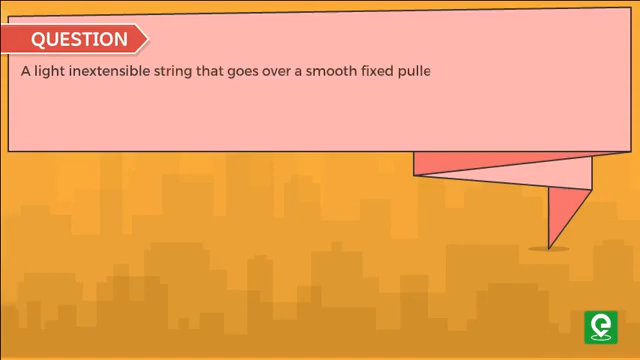 QUESTION
A light inextensible string that goes over a smooth fixed pulle